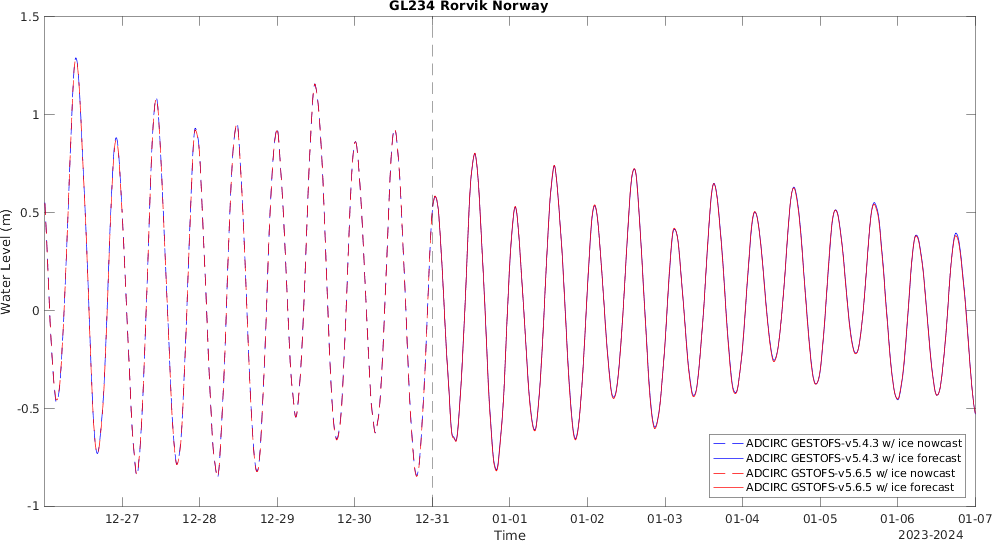 GL234 Rorvik Norway
1.5
1
0.5
0
-0.5
-1
Water Level (m)
12-27 12-28 12-29 12-30 12-31 01-01 01-02 01-03 01-04 01-05 01-06 01-07
Time
2023-2024
ADCIRC GESTOFS-v5.4.3 w/ ice nowcast
ADCIRC GESTOFS-v5.4.3 w/ ice forecast
ADCIRC GSTOFS-v5.6.5 w/ ice nowcast
ADCIRC GSTOFS-v5.6.5 w/ ice forecast